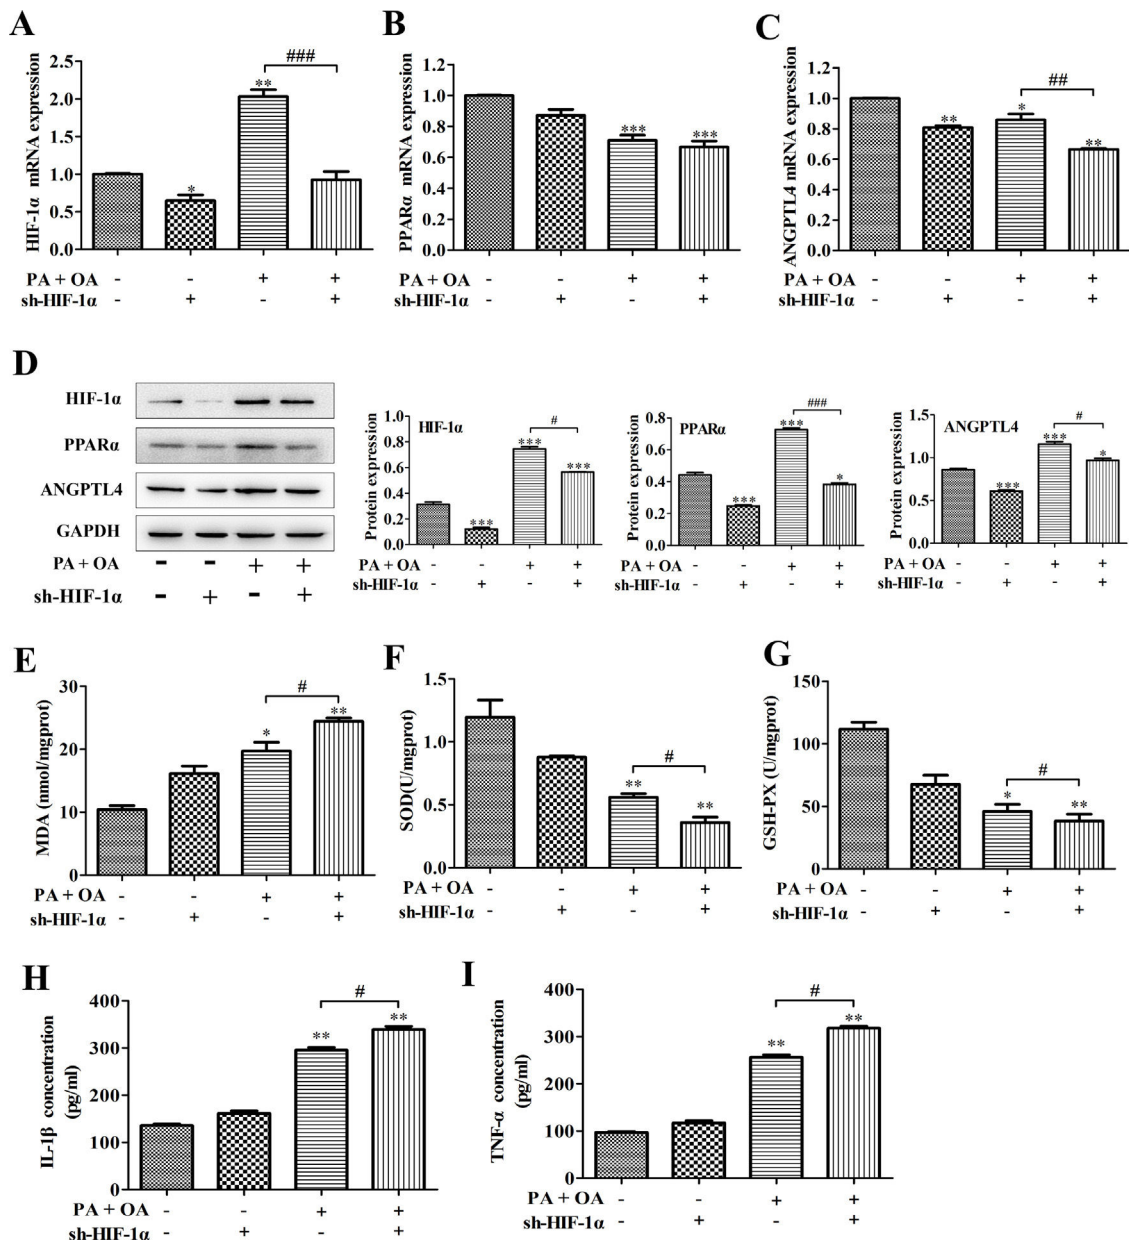 A
HIF-1α mRNA expression
2.5
2.0
1.5
1.0
0.5
0.0
*
**
###
PA + OA - - + +
sh-HIF-1α - + - +
B
PPARα mRNA expression
1.2
1.0
0.8
0.6
0.4
0.2
0.0
***
***
PA + OA - - + +
sh-HIF-1α - + - +
C
ANGPTL4 mRNA expression
1.2
1.0
0.8
0.6
0.4
0.2
0.0
**
*
**
##
PA + OA - - + +
sh-HIF-1α - + - +
D
HIF-1α
PPARα
ANGPTL4
GAPDH
PA + OA - - + +
sh-HIF-1α - + - +
Protein expression
HIF-1α
1.0
0.8
0.6
0.4
0.2
0.0
***
***
***
#
PA + OA - - + +
sh-HIF-1α - + - +
Protein expression
PPARα
0.8
0.6
0.4
0.2
0.0
***
***
*
###
PA + OA - - + +
sh-HIF-1α - + - +
Protein expression
ANGPTL4
1.5
1.0
0.5
0.0
***
***
*
#
PA + OA - - + +
sh-HIF-1α - + - +
E
MDA (nmol/mgprot)
30
20
10
0
*
**
#
PA + OA - - + +
sh-HIF-1α - + - +
F
SOD(U/mgprot)
1.5
1.0
0.5
0.0
**
**
#
PA + OA - - + +
sh-HIF-1α - + - +
G
GSH-PX (U/mgprot)
150
100
50
0
*
**
#
PA + OA - - + +
sh-HIF-1α - + - +
H
IL-1β concentration
(pg/ml)
400
300
200
100
0
**
**
#
PA + OA - - + +
sh-HIF-1α - + - +
I
TNF-α concentration
(pg/ml)
400
300
200
100
0
**
**
#
PA + OA - - + +
sh-HIF-1α - + - +